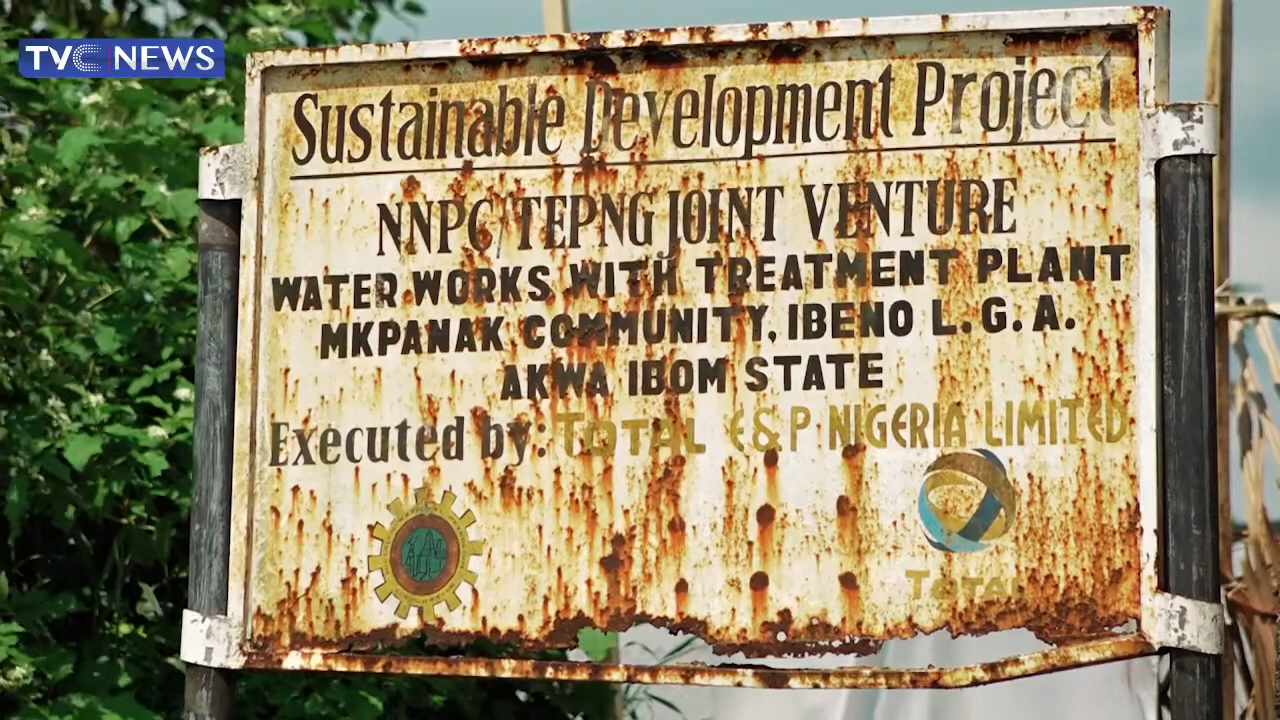 TVC NEWS
Sustainable Development Project
NNPC/TEPNG JOINT VENTURE
WATER WORKS WITH TREATMENT PLANT
MKPANAK COMMUNITY, IBENO L.G.A.
AKWA IBOM STATE
Executed by: TOTAL E&P NIGERIA LIMITED
TOTAL